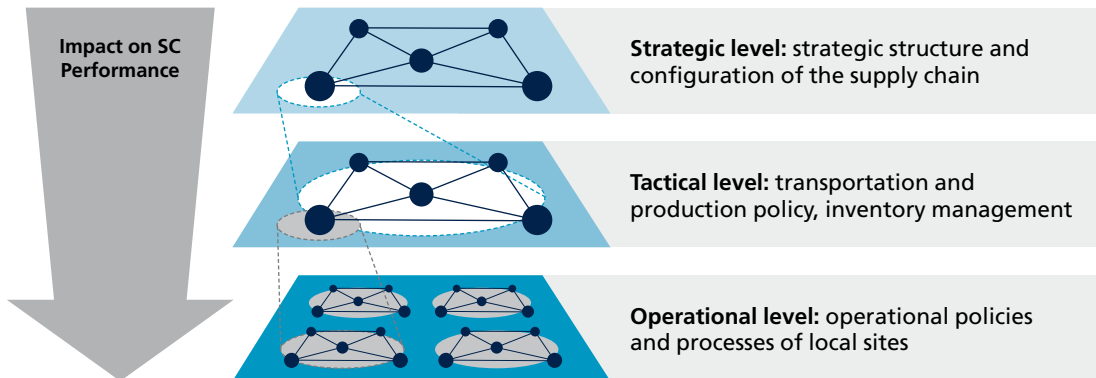 Impact on SC
Performance
Strategic level: strategic structure and
configuration of the supply chain
Tactical level: transportation and
production policy, inventory management
Operational level: operational policies
and processes of local sites